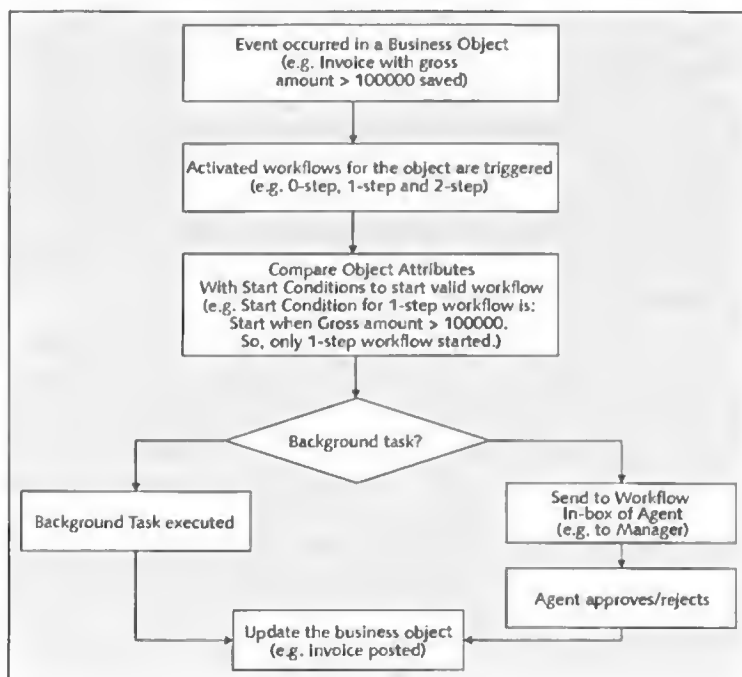 Event occurred in a Business Object
(e.g. Invoice with gross
amount > 100000 saved)
Activated workflows for the object are triggered
(e.g. 0-step, 1-step and 2-step)
Compare Object Attributes
With Start Conditions to start valid workflow
(e.g. Start Condition for 1-step workflow is:
Start when Gross amount > 100000.
So, only 1-step workflow started.)
Background task?
Background Task executed
Send to Workflow
In-box of Agent
(e.g. to Manager)
Agent approves/rejects
Update the business object
(e.g. invoice posted)